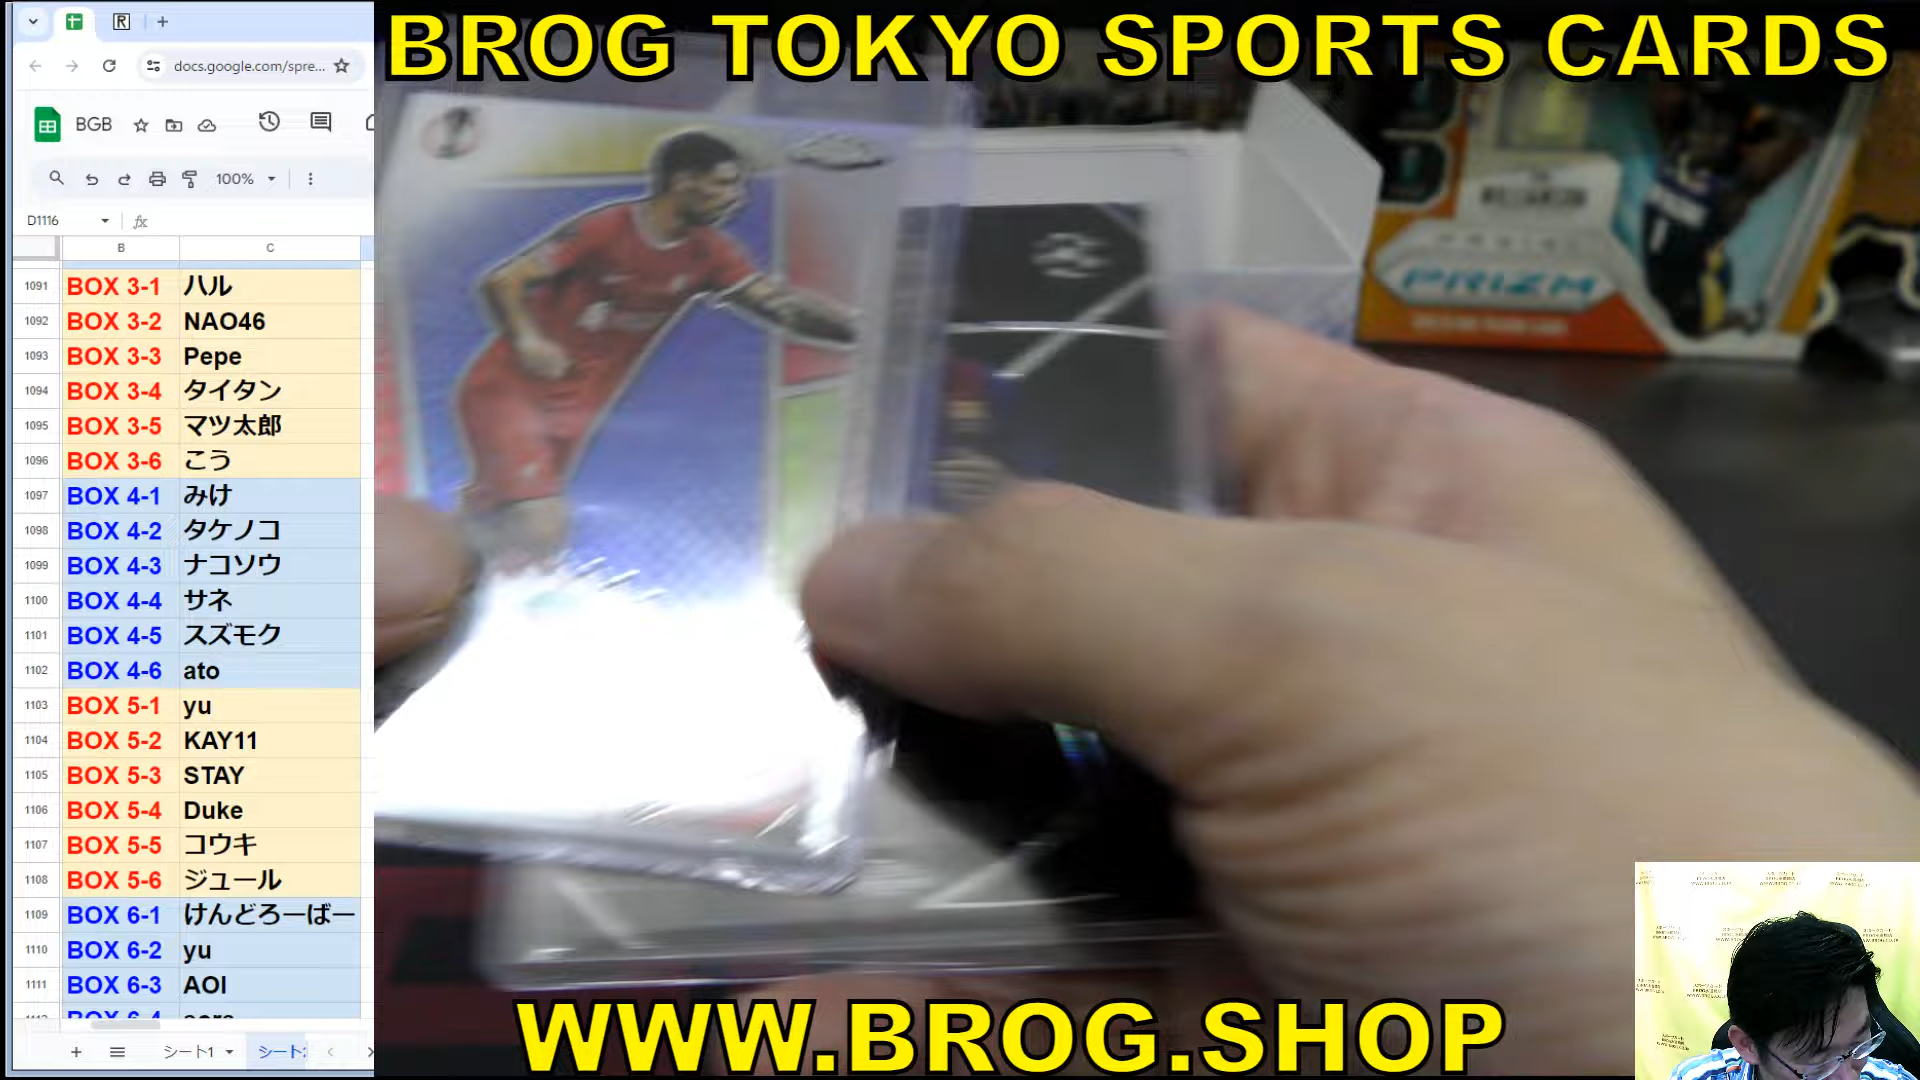 BROG TOKYO SPORTS CARDS
docs.google.com/spre...
BGB
100%
D1116
B C
1091 BOX 3-1 ハル
1092 BOX 3-2 NAO46
1093 BOX 3-3 Pepe
1094 BOX 3-4 タイタン
1095 BOX 3-5 マツ太郎
1096 BOX 3-6 こう
1097 BOX 4-1 みけ
1098 BOX 4-2 タケノコ
1099 BOX 4-3 ナコソウ
1100 BOX 4-4 サネ
1101 BOX 4-5 スズモク
1102 BOX 4-6 ato
1103 BOX 5-1 yu
1104 BOX 5-2 KAY11
1105 BOX 5-3 STAY
1106 BOX 5-4 Duke
1107 BOX 5-5 コウキ
1108 BOX 5-6 ジュール
1109 BOX 6-1 けんどろーばー
1110 BOX 6-2 yu
1111 BOX 6-3 AOI
シート1
PRIZM
WWW.BROG.SHOP